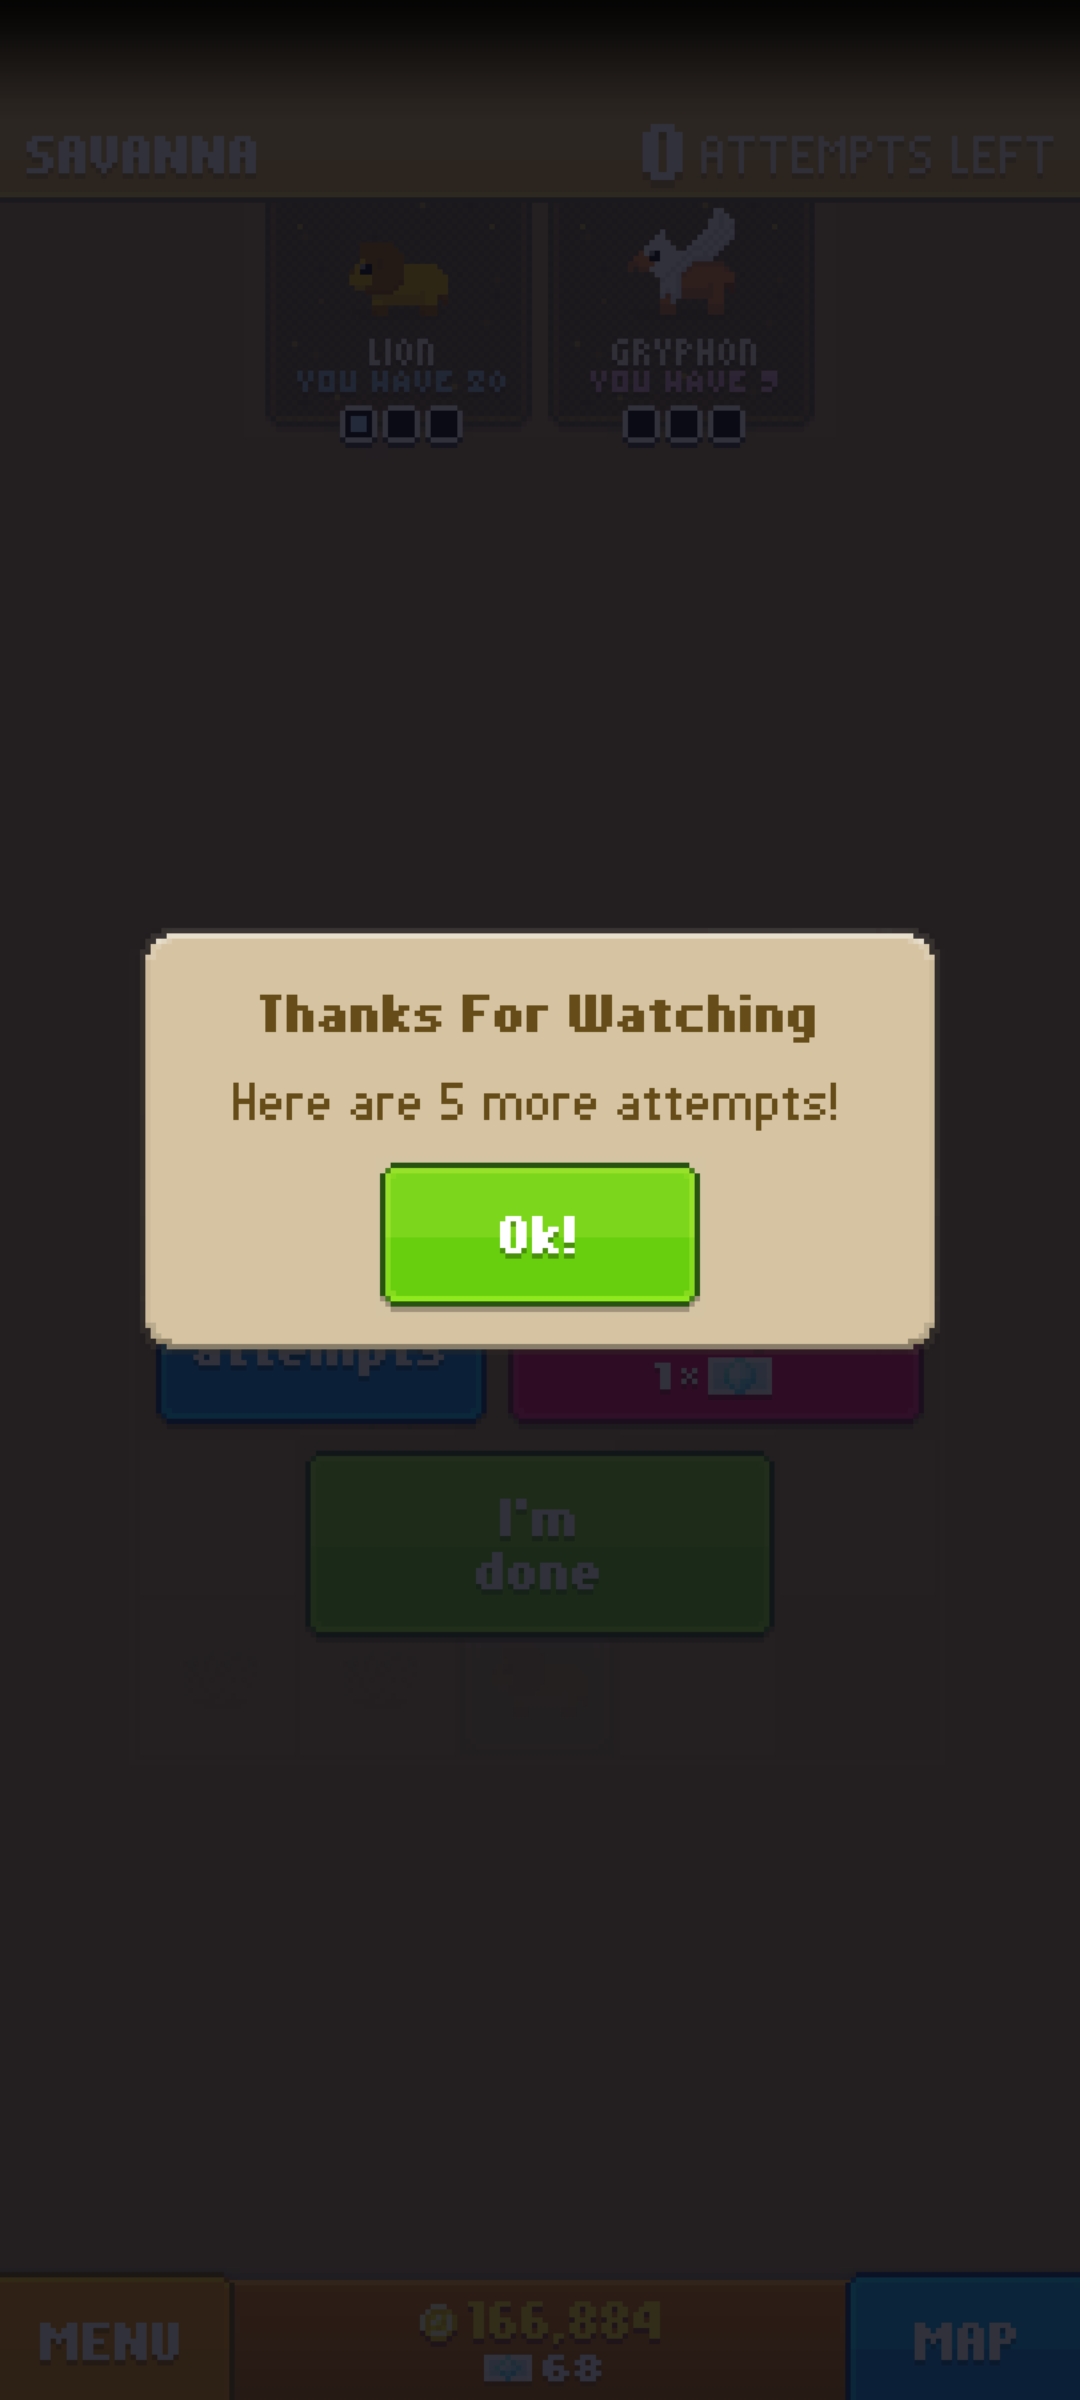 SAVANNA
0 ATTEMPTS LEFT
LION
YOU HAVE 20
GRYPHON
YOU HAVE 9
Thanks For Watching
Here are 5 more attempts!
Ok!
attempts
1×
I'm
done
MENU
166,884
68
MAP